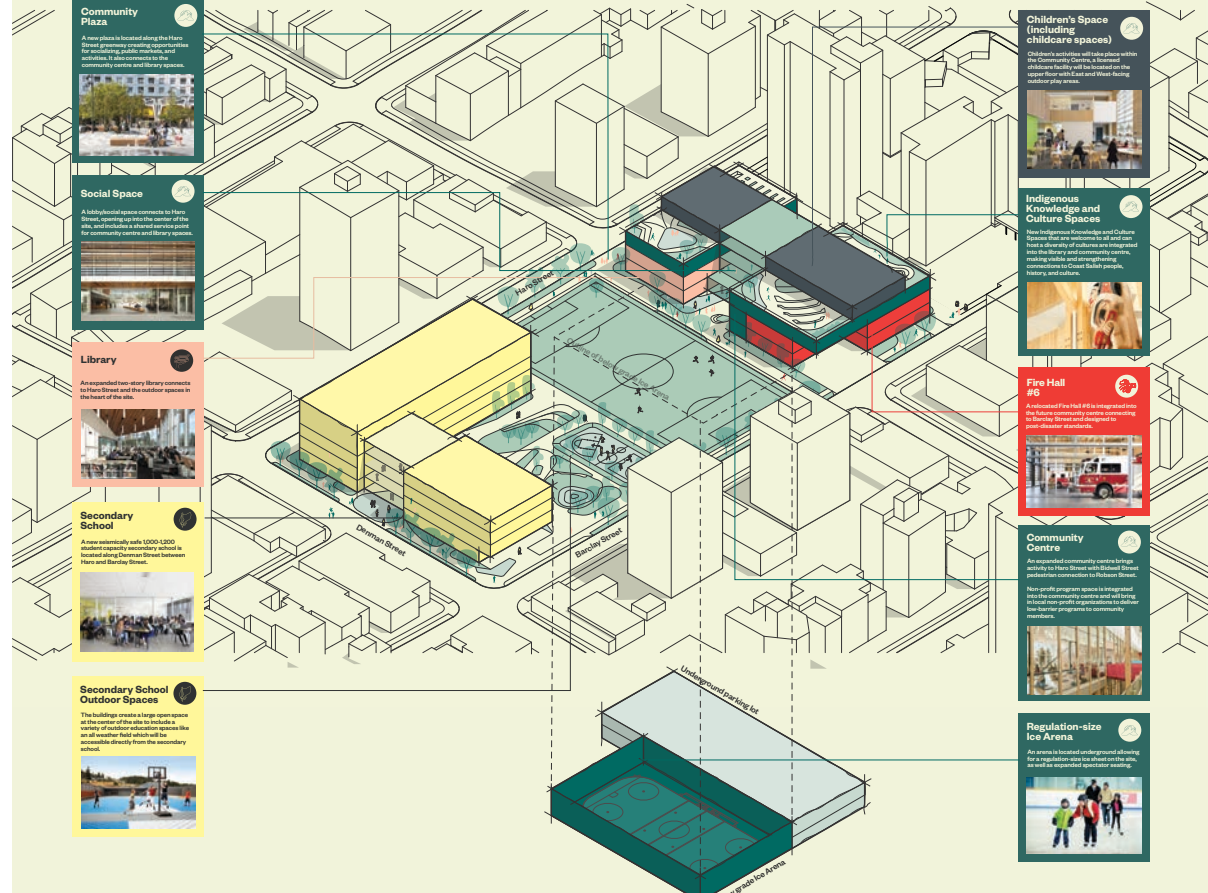 Community
Plaza
A new plaza is located along the Haro
Street greenway creating opportunities
for socializing, public markets, and
activities. It also connects to the
community centre and library spaces.
Social Space
A lobby/social space connects to Haro
Street, opening up into the center of the
site, and includes a shared service point
for community centre and library spaces.
Library
An expanded two-story library connects
to Haro Street and the outdoor spaces in
the heart of the site.
Secondary
School
A new seismically safe 1,000-1,200
student capacity secondary school is
located along Denman Street between
Haro and Barclay Street.
Secondary School
Outdoor Spaces
The buildings create a large open space
at the center of the site to include a
variety of outdoor education spaces like
an all weather field which will be
accessible directly from the secondary
school.
Haro Street
Outline of below grade Ice Arena
Denman Street
Barclay Street
Underground parking lot
grade Ice Arena
Children's Space
(including
childcare spaces)
Children's activities will take place within
the Community Centre, a licensed
childcare facility will be located on the
upper floor with East and West-facing
outdoor play areas.
Indigenous
Knowledge and
Culture Spaces
New Indigenous Knowledge and Culture
Spaces that are welcome to all and can
host a diversity of cultures are integrated
into the library and community centre,
making visible and strengthening
connections to Coast Salish people,
history, and culture.
Fire Hall
#6
A relocated Fire Hall #6 is integrated into
the future community centre connecting
to Barclay Street and designed to
post-disaster standards.
Community
Centre
An expanded community centre brings
activity to Haro Street with Bidwell Street
pedestrian connection to Robson Street.
Non-profit program space is integrated
into the community centre and will bring
in local non-profit organizations to deliver
low-barrier programs to community
members.
Regulation-size
Ice Arena
An arena is located underground allowing
for a regulation-size ice sheet on the site,
as well as expanded spectator seating.